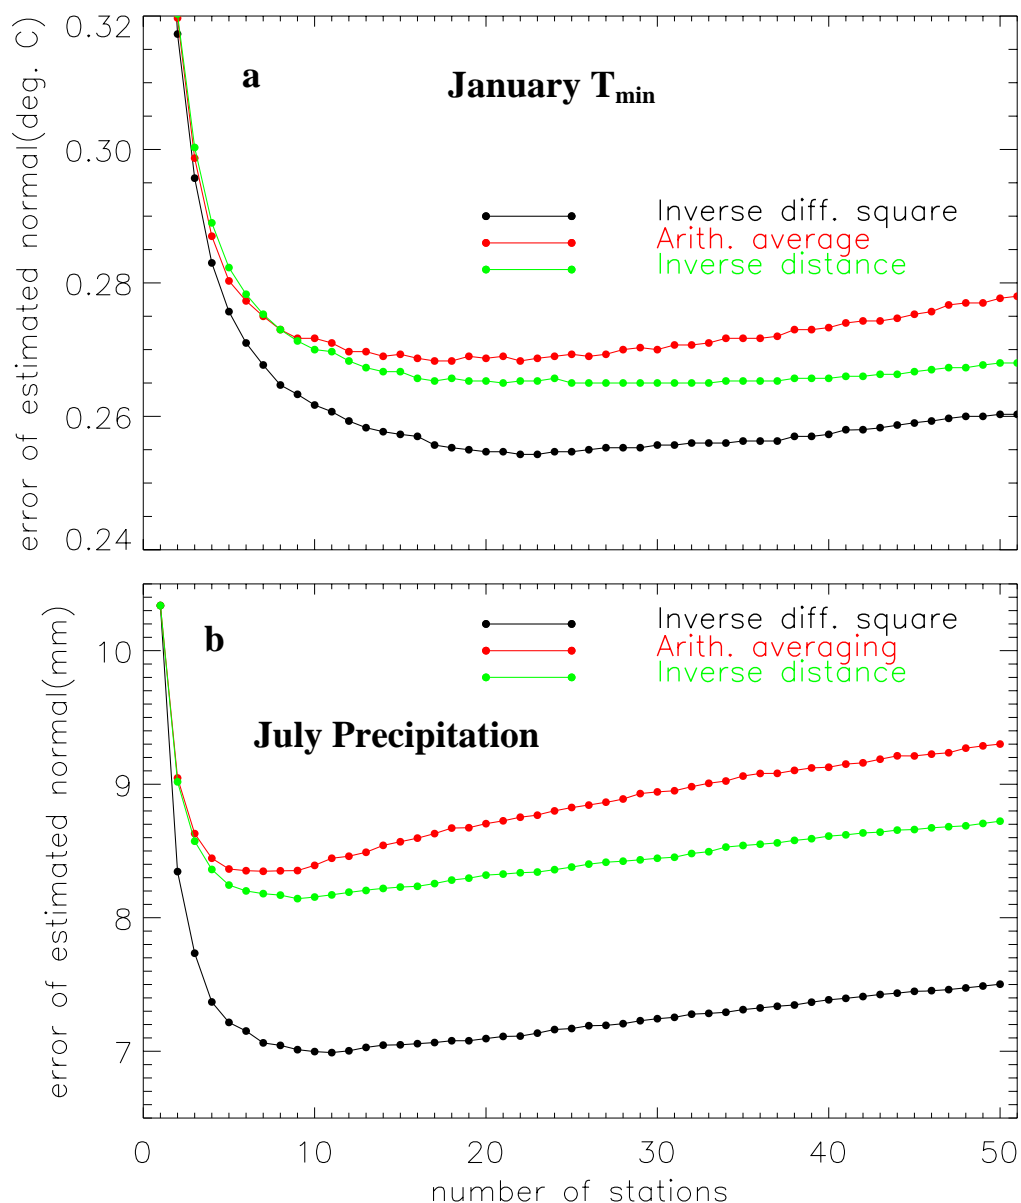 0.32
a
January Tmin
0.30
Inverse diff. square
Arith. average
Inverse distance
0.28
0.26
0.24
error of estimated normal(deg. C)
b
Inverse diff. square
Arith. averaging
Inverse distance
10
July Precipitation
9
8
7
error of estimated normal(mm)
0 10 20 30 40 50
number of stations